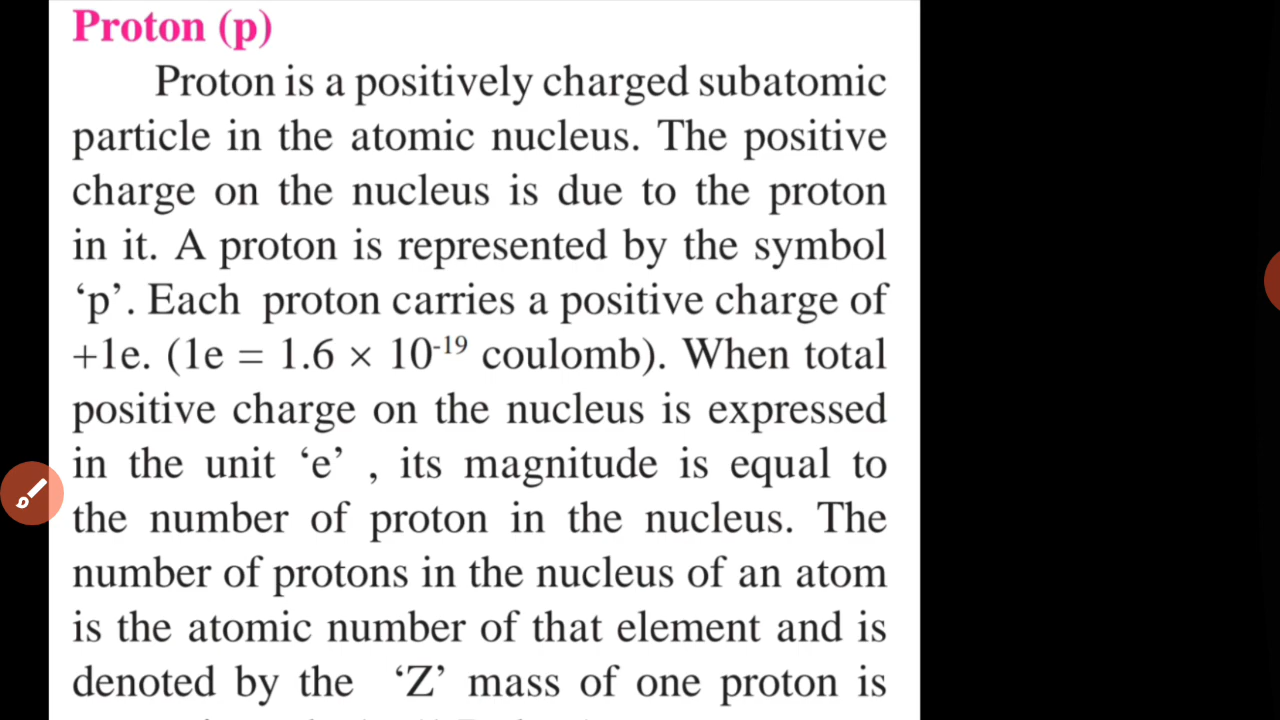 Proton (p)
Proton is a positively charged subatomic
particle in the atomic nucleus. The positive
charge on the nucleus is due to the proton
in it. A proton is represented by the symbol
‘p’. Each proton carries a positive charge of
+1e. (1e = 1.6 × 10⁻¹⁹ coulomb). When total
positive charge on the nucleus is expressed
in the unit ‘e’ , its magnitude is equal to
the number of proton in the nucleus. The
number of protons in the nucleus of an atom
is the atomic number of that element and is
denoted by the ‘Z’ mass of one proton is